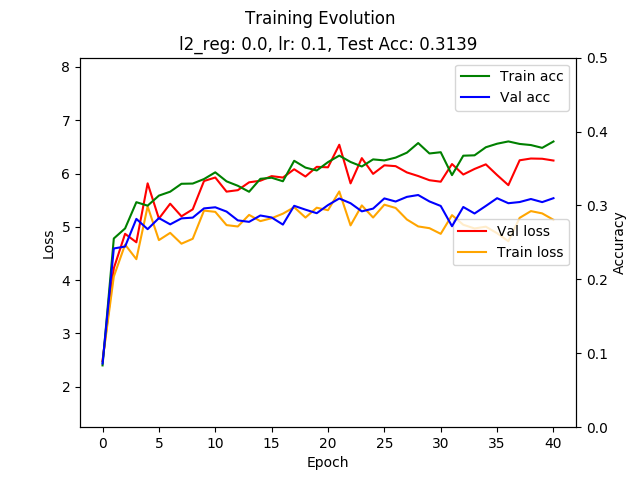 Training Evolution
l2_reg: 0.0, lr: 0.1, Test Acc: 0.3139
Train acc
Val acc
Val loss
Train loss
Loss
8
7
6
5
4
3
2
Accuracy
0.5
0.4
0.3
0.2
0.1
0.0
0 5 10 15 20 25 30 35 40
Epoch